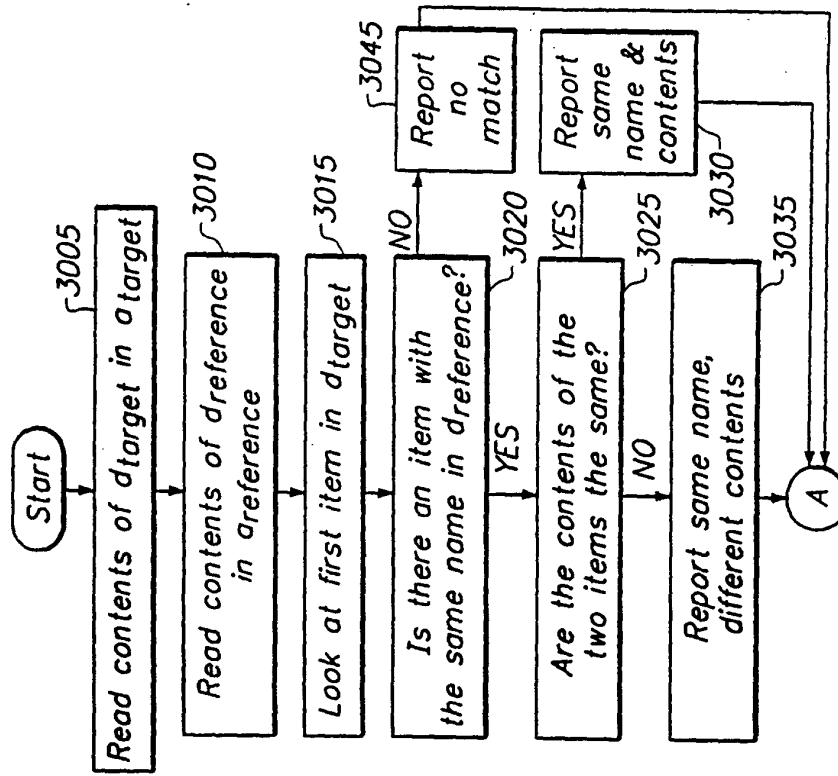 Start
3005
Read contents of dtarget in atarget
3010
Read contents of dreference
in areference
3015
Look at first item in dtarget
3045
Report
no
match
NO
Is there an item with
the same name in dreference?
3020
YES
Report
same
name &
contents
3030
YES
Are the contents of the
two items the same?
3025
NO
3035
Report same name,
different contents
A